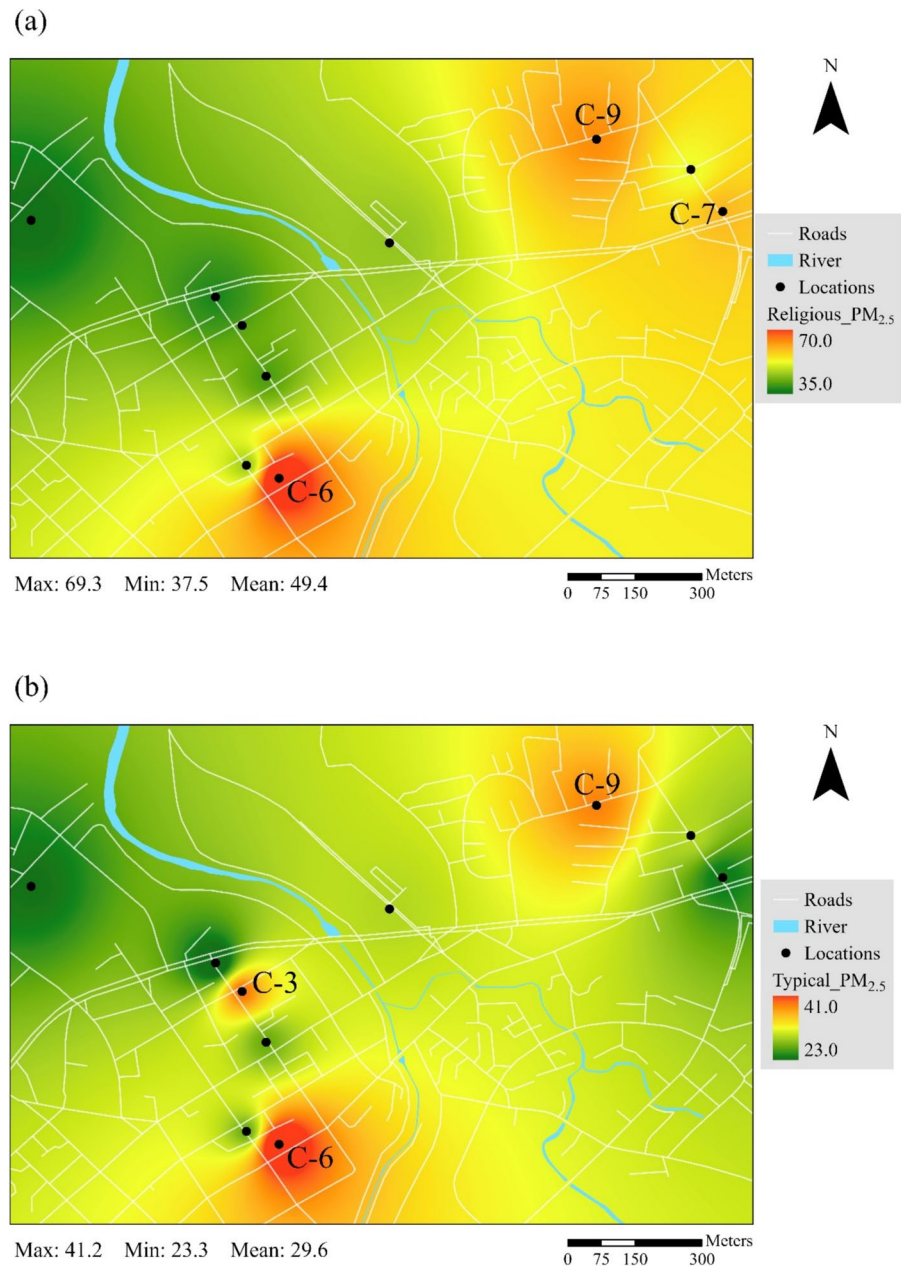 (a)
N
C-9
C-7
C-6
Roads
River
Locations
Religious_PM2.5
70.0
35.0
Max: 69.3 Min: 37.5 Mean: 49.4
Meters
0 75 150 300
(b)
N
C-9
C-3
C-6
Roads
River
Locations
Typical_PM2.5
41.0
23.0
Max: 41.2 Min: 23.3 Mean: 29.6
Meters
0 75 150 300